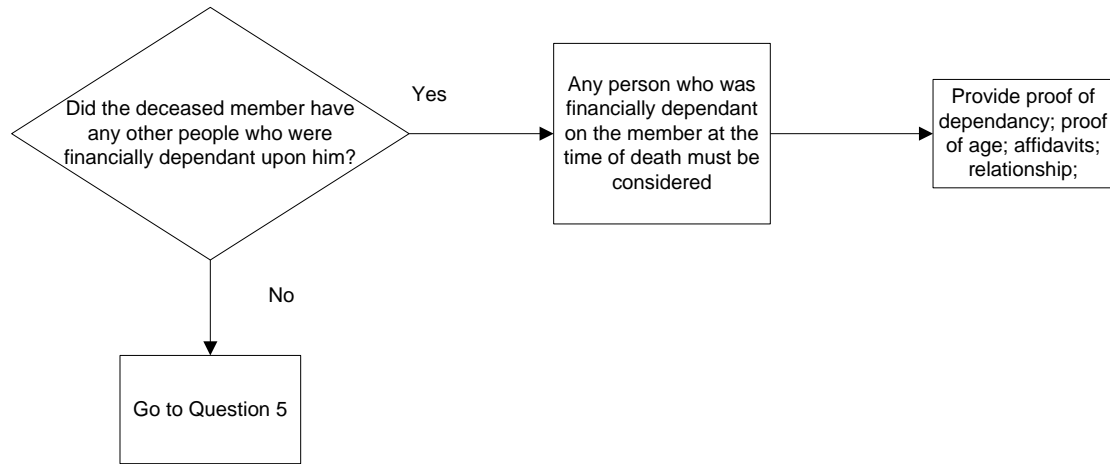 Did the deceased member have
any other people who were
financially dependant upon him?
Yes
Any person who was
financially dependant
on the member at the
time of death must be
considered
Provide proof of
dependancy; proof
of age; affidavits;
relationship;
No
Go to Question 5